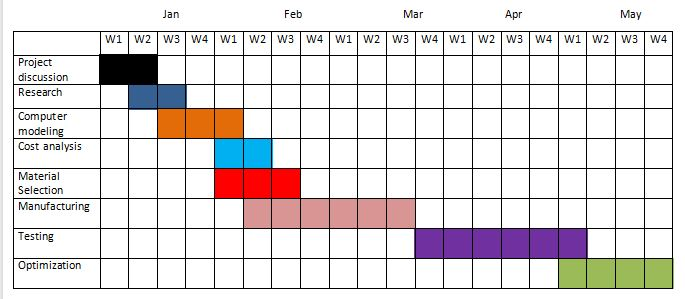 Jan Feb Mar Apr May
W1 W2 W3 W4 W1 W2 W3 W4 W1 W2 W3 W4 W1 W2 W3 W4 W1 W2 W3 W4
Project
discussion
Research
Computer
modeling
Cost analysis
Material
Selection
Manufacturing
Testing
Optimization